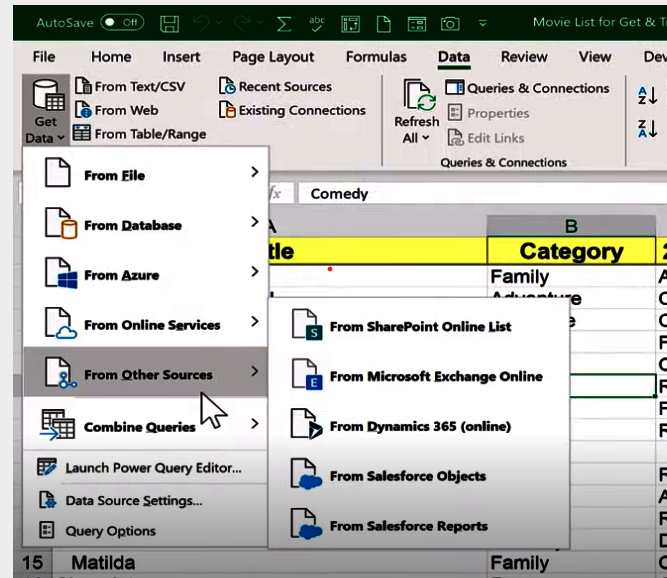 AutoSave Off abc Movie List for Get &
File Home Insert Page Layout Formulas Data Review View
Get Data
From Text/CSV
From Web
From Table/Range
Recent Sources
Existing Connections
Refresh All
Queries & Connections
Properties
Edit Links
Queries & Connections
A Z
Z A
fx Comedy
From File
From Database
From Azure
From Online Services
From Other Sources
Combine Queries
Launch Power Query Editor...
Data Source Settings...
Query Options
B
Category
Family
From SharePoint Online List
From Microsoft Exchange Online
From Dynamics 365 (online)
From Salesforce Objects
From Salesforce Reports
15 Matilda Family